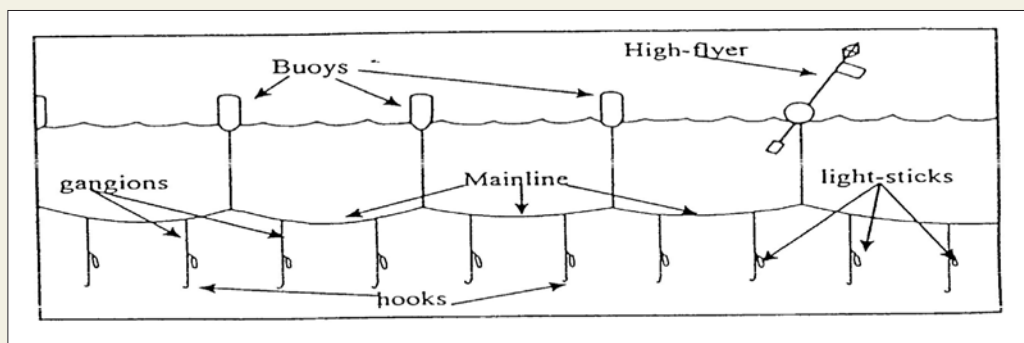 High-flyer
Buoys
gangions
Mainline
light-sticks
hooks